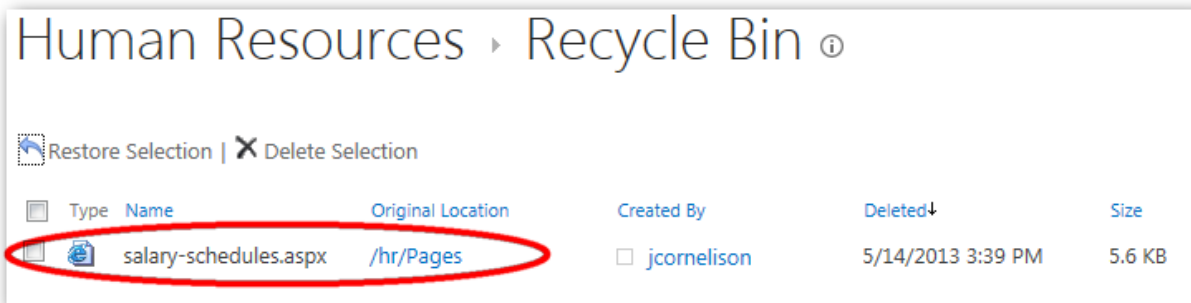 Human Resources ▸ Recycle Bin
Restore Selection | Delete Selection
Type Name Original Location Created By Deleted↓ Size
salary-schedules.aspx /hr/Pages jcornelison 5/14/2013 3:39 PM 5.6 KB